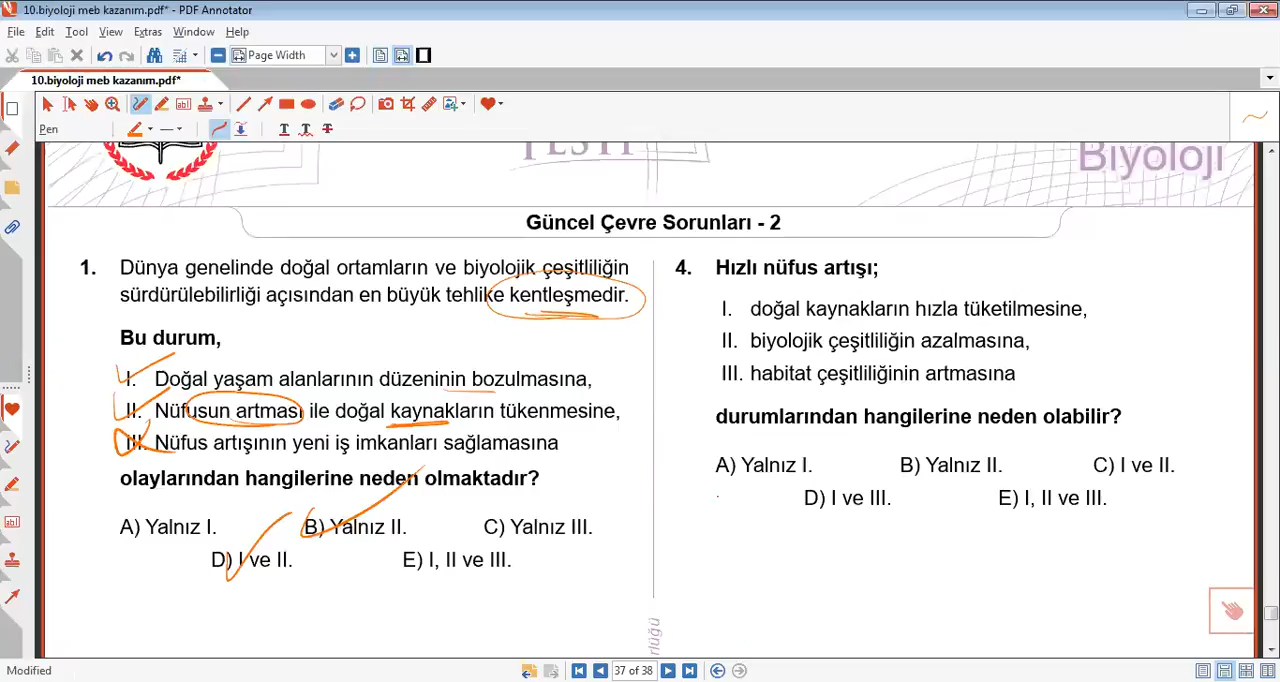 10.biyoloji meb kazanım.pdf* - PDF Annotator
File Edit Tool View Extras Window Help
Page Width
10.biyoloji meb kazanım.pdf*
Pen
TESTİ
Biyoloji
Güncel Çevre Sorunları - 2
1. Dünya genelinde doğal ortamların ve biyolojik çeşitliliğin
sürdürülebilirliği açısından en büyük tehlike kentleşmedir.
Bu durum,
I. Doğal yaşam alanlarının düzeninin bozulmasına,
II. Nüfusun artması ile doğal kaynakların tükenmesine,
III. Nüfus artışının yeni iş imkanları sağlamasına
olaylarından hangilerine neden olmaktadır?
A) Yalnız I. B) Yalnız II. C) Yalnız III.
D) I ve II. E) I, II ve III.
4. Hızlı nüfus artışı;
I. doğal kaynakların hızla tüketilmesine,
II. biyolojik çeşitliliğin azalmasına,
III. habitat çeşitliliğinin artmasına
durumlarından hangilerine neden olabilir?
A) Yalnız I. B) Yalnız II. C) I ve II.
D) I ve III. E) I, II ve III.
rlüğü
Modified
37 of 38